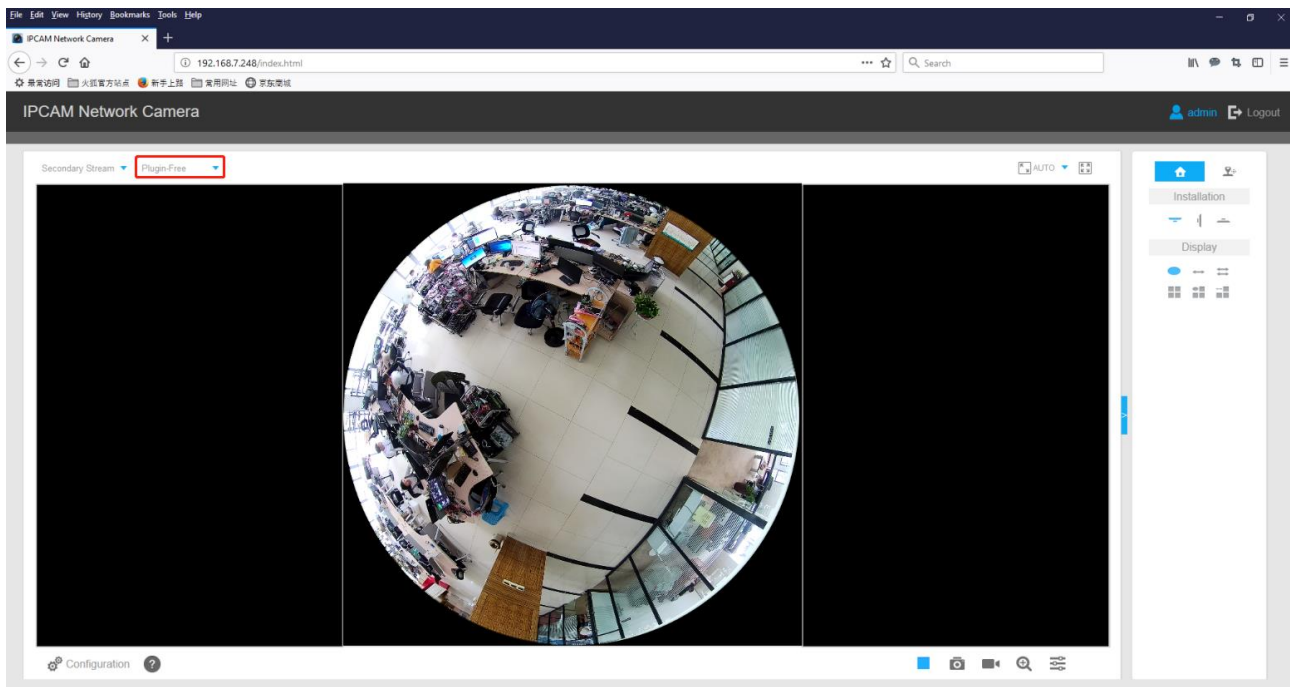 File Edit View History Bookmarks Tools Help
IPCAM Network Camera
192.168.7.248/index.html
Search
最常访问 火狐官方站点 新手上路 常用网址 京东商城
IPCAM Network Camera
admin Logout
Secondary Stream Plugin-Free AUTO
Installation
Display
Configuration ?